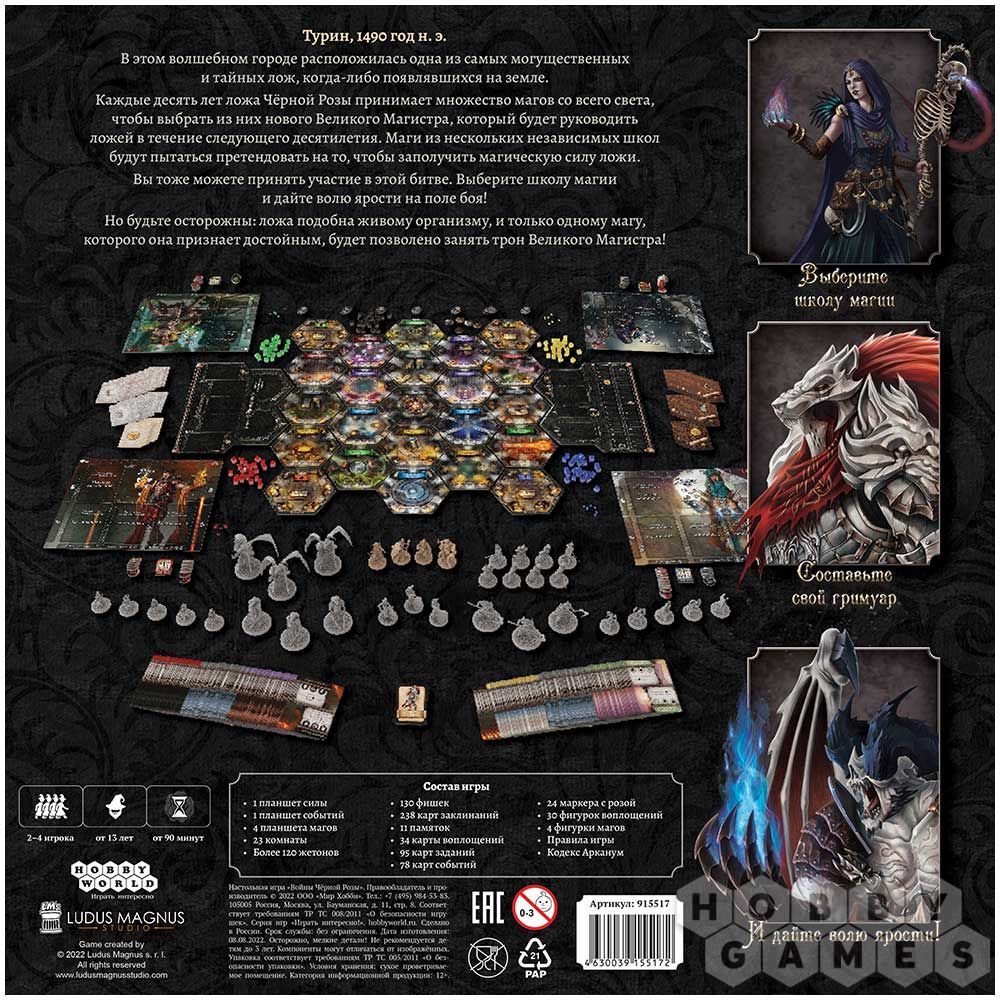 Турин, 1490 год н. э.
В этом волшебном городе расположилась одна из самых могущественных
и тайных лож, когда-либо появлявшихся на земле.
Каждые десять лет ложа Чёрной Розы принимает множество магов со всего света,
чтобы выбрать из них нового Великого Магистра, который будет руководить
ложей в течение следующего десятилетия. Маги из нескольких независимых школ
будут пытаться претендовать на то, чтобы заполучить магическую силу ложи.
Вы тоже можете принять участие в этой битве. Выберите школу магии
и дайте волю ярости на поле боя!
Но будьте осторожны: ложа подобна живому организму, и только одному магу,
которого она признает достойным, будет позволено занять трон Великого Магистра!
Выберите
школу магии
Составьте
свой гримуар
И дайте волю ярости!
2–4 игрока
от 13 лет
от 90 минут
HOBBY
WORLD
Играть интересно
LUDUS MAGNUS
STUDIO
Game created by
© 2022 Ludus Magnus s. r. l.
All rights reserved
www.ludusmagnusstudio.com
Состав игры
• 1 планшет силы
• 1 планшет событий
• 4 планшета магов
• 23 комнаты
• Более 120 жетонов
• 130 фишек
• 238 карт заклинаний
• 11 памяток
• 34 карты воплощений
• 95 карт заданий
• 78 карт событий
• 24 маркера с розой
• 30 фигурок воплощений
• 4 фигурки магов
• Правила игры
• Кодекс Арканум
Настольная игра «Войны Чёрной Розы». Правообладатель и про-
изводитель © 2022 ООО «Мир Хобби». Тел.: +7 (495) 984-53-83.
105005 Россия, Москва, ул. Бауманская, д. 11, стр. 8. Соответ-
ствует требованиям ТР ТС 008/2011 «О безопасности игру-
шек». Серия игр «Играть интересно!». hobbyworld.ru. Сделано
в России. Срок службы: без ограничения. Дата изготовления:
08.08.2022. Осторожно, мелкие детали! Не рекомендуется
детям до 3 лет. Компоненты могут отличаться от изображённых.
Упаковка соответствует требованиям ТР ТС 005/2011 «О бе-
зопасности упаковки». Условия хранения: сухое проветривае-
мое помещение. Категория информационной продукции: 12+.
EAC
0-3
21
PAP
Артикул: 915517
4630039 155172
HOBBY
GAMES